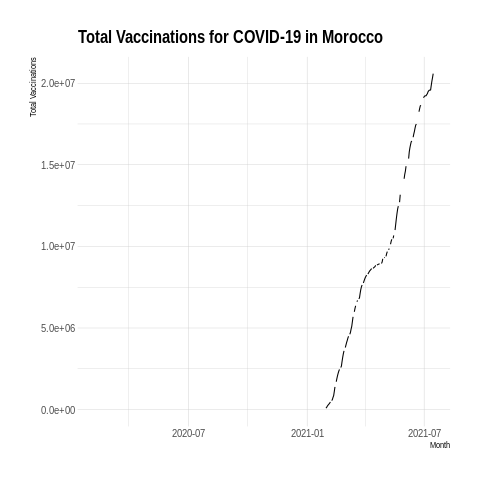 Total Vaccinations for COVID-19 in Morocco
Total Vaccinations
2.0e+07
1.5e+07
1.0e+07
5.0e+06
0.0e+00
2020-07
2021-01
2021-07
Month